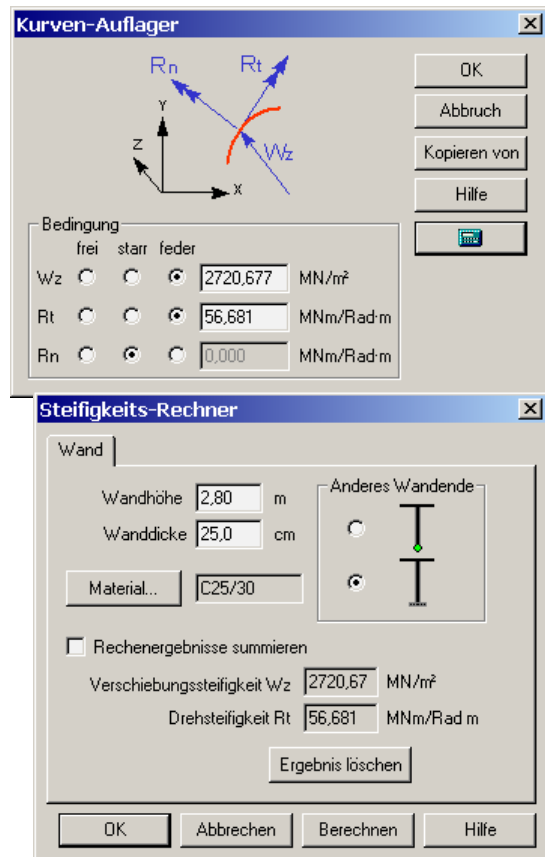 Kurven-Auflager
Rn Rt
Wz
Y
Z
X
OK
Abbruch
Kopieren von
Hilfe
Bedingung
frei starr feder
Wz 2720,677 MN/m²
Rt 56,681 MNm/Rad·m
Rn 0,000 MNm/Rad·m
Steifigkeits-Rechner
Wand
Wandhöhe 2,80 m
Wanddicke 25,0 cm
Material... C25/30
Anderes Wandende
Rechenergebnisse summieren
Verschiebungssteifigkeit Wz 2720,67 MN/m²
Drehsteifigkeit Rt 56,681 MNm/Rad m
Ergebnis löschen
OK Abbrechen Berechnen Hilfe